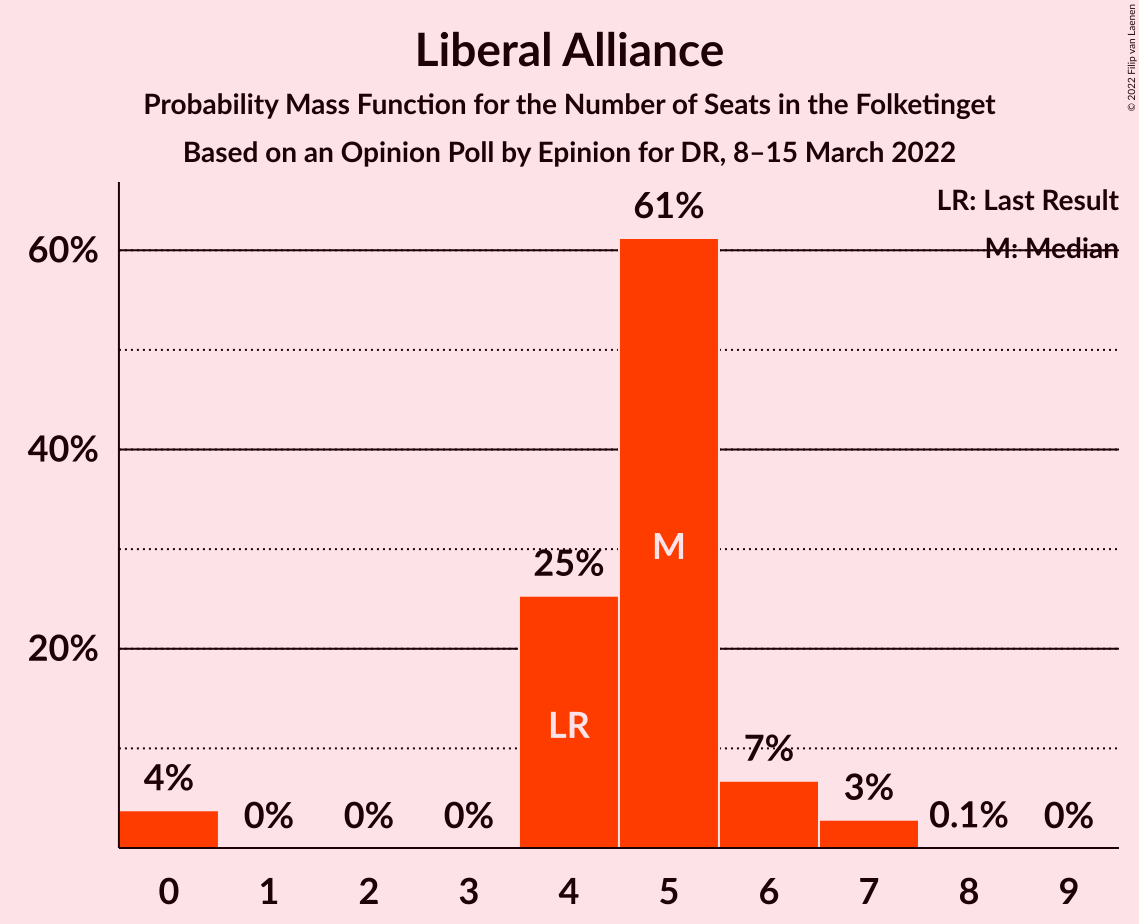 © 2022 Filip van Laenen
Liberal Alliance
Probability Mass Function for the Number of Seats in the Folketinget
Based on an Opinion Poll by Epinion for DR, 8–15 March 2022
LR: Last Result
M: Median
61%
60%
40%
M
25%
20%
LR
7%
4%
3%
0% 0% 0% 0.1% 0%
0 1 2 3 4 5 6 7 8 9